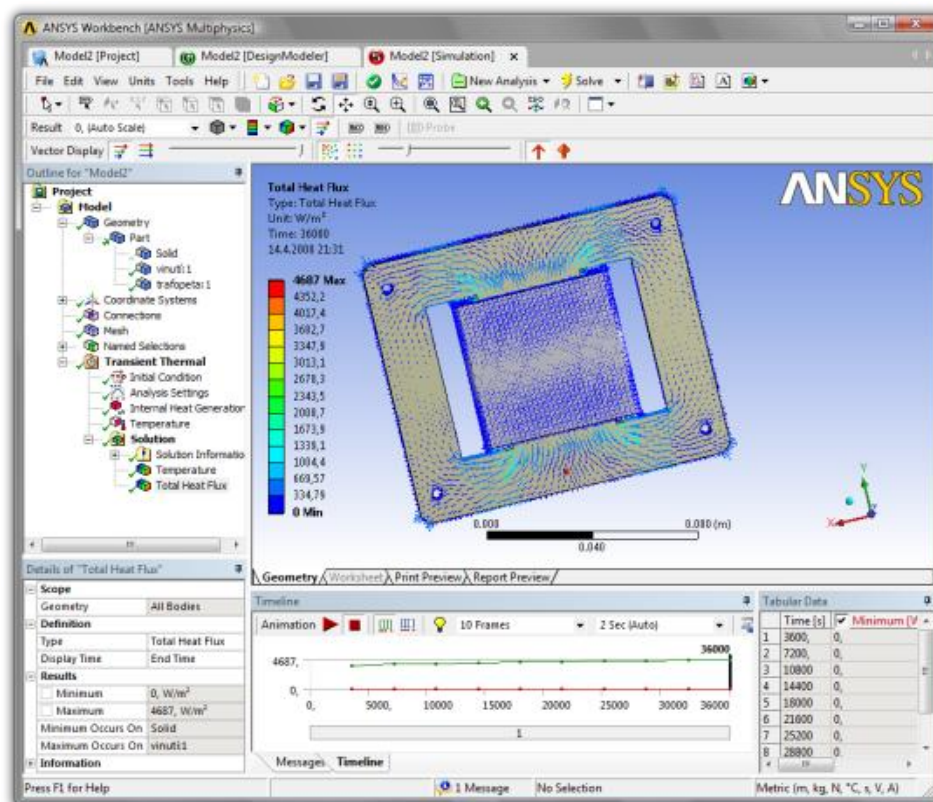 ANSYS Workbench [ANSYS Multiphysics]
Model2 [Project]
Model2 [DesignModeler]
Model2 [Simulation]
File Edit View Units Tools Help
New Analysis
Solve
Result 0, (Auto Scale)
Probe
Vector Display
Outline for "Model2"
Project
Model
Geometry
Part
Solid
vinuti:1
trafopeta:1
Coordinate Systems
Connections
Mesh
Named Selections
Transient Thermal
Initial Condition
Analysis Settings
Internal Heat Generation
Temperature
Solution
Solution Informatio
Temperature
Total Heat Flux
Total Heat Flux
Type: Total Heat Flux
Unit: W/m²
Time: 36000
14.4.2008 21:31
4687 Max
4352,2
4017,4
3682,7
3347,9
3013,1
2678,3
2343,5
2008,7
1673,9
1339,1
1004,4
669,57
334,79
0 Min
ANSYS
Y
X
0.000
0.080 (m)
0.040
Geometry Worksheet Print Preview Report Preview
Details of "Total Heat Flux"
Scope
Geometry All Bodies
Definition
Type Total Heat Flux
Display Time End Time
Results
Minimum 0, W/m²
Maximum 4687, W/m²
Minimum Occurs On Solid
Maximum Occurs On vinuti:1
Information
Timeline
Animation
10 Frames
2 Sec (Auto)
36000
4687,
0,
0, 5000, 10000 15000 20000 25000 30000 36000
1
Messages Timeline
Tabular Data
Time [s] Minimum [W
1 3600, 0,
2 7200, 0,
3 10800 0,
4 14400 0,
5 18000 0,
6 21600 0,
7 25200 0,
8 28800 0,
Press F1 for Help
1 Message
No Selection
Metric (m, kg, N, °C, s, V, A)